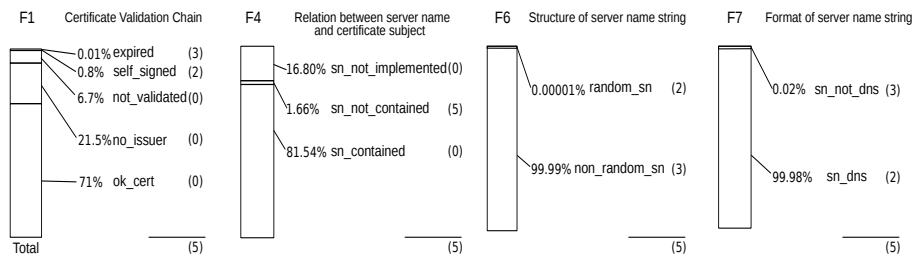 F1 Certificate Validation Chain
0.01% expired (3)
0.8% self_signed (2)
6.7% not_validated (0)
21.5% no_issuer (0)
71% ok_cert (0)
Total (5)
F4 Relation between server name
and certificate subject
16.80% sn_not_implemented (0)
1.66% sn_not_contained (5)
81.54% sn_contained (0)
(5)
F6 Structure of server name string
0.00001% random_sn (2)
99.99% non_random_sn (3)
(5)
F7 Format of server name string
0.02% sn_not_dns (3)
99.98% sn_dns (2)
(5)